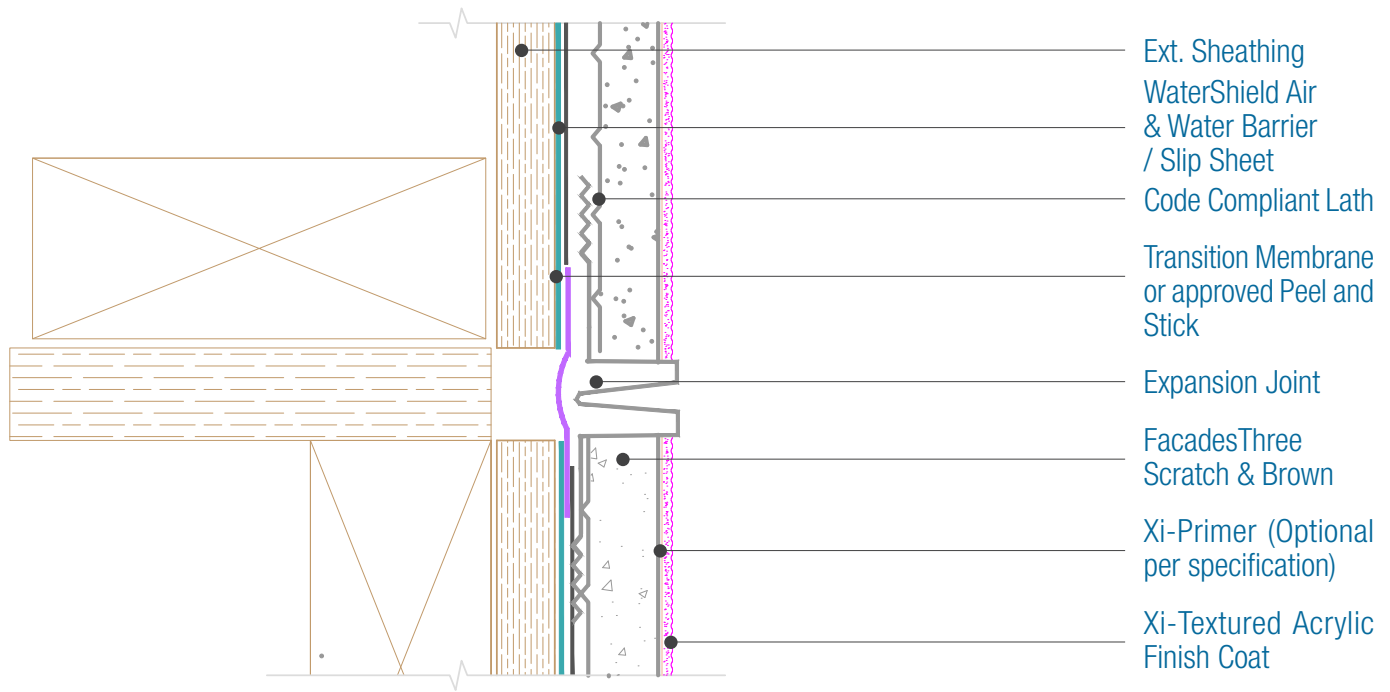 Ext. Sheathing
WaterShield Air
& Water Barrier
/ Slip Sheet
Code Compliant Lath
Transition Membrane
or approved Peel and
Stick
Expansion Joint
FacadesThree
Scratch & Brown
Xi-Primer (Optional
per specification)
Xi-Textured Acrylic
Finish Coat